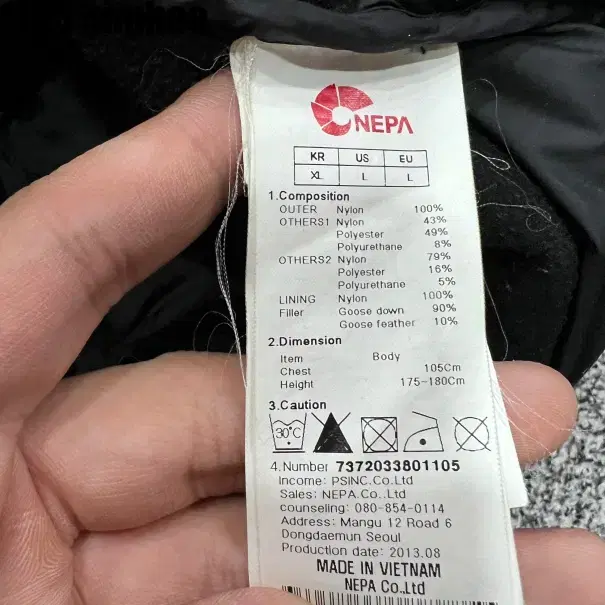 NEPA
KR US EU
XL L L
1.Composition
OUTER Nylon 100%
OTHERS1 Nylon 43%
Polyester 49%
Polyurethane 8%
OTHERS2 Nylon 79%
Polyester 16%
Polyurethane 5%
LINING Nylon 100%
Filler Goose down 90%
Goose feather 10%
2.Dimension
Item Body
Chest 105Cm
Height 175-180Cm
3.Caution
30°C
4.Number 7372033801105
Income: PSINC.Co.Ltd
Sales: NEPA.Co.,Ltd
counseling: 080-854-0114
Address: Mangu 12 Road 6
Dongdaemun Seoul
Production date: 2013.08
MADE IN VIETNAM
NEPA Co.,Ltd